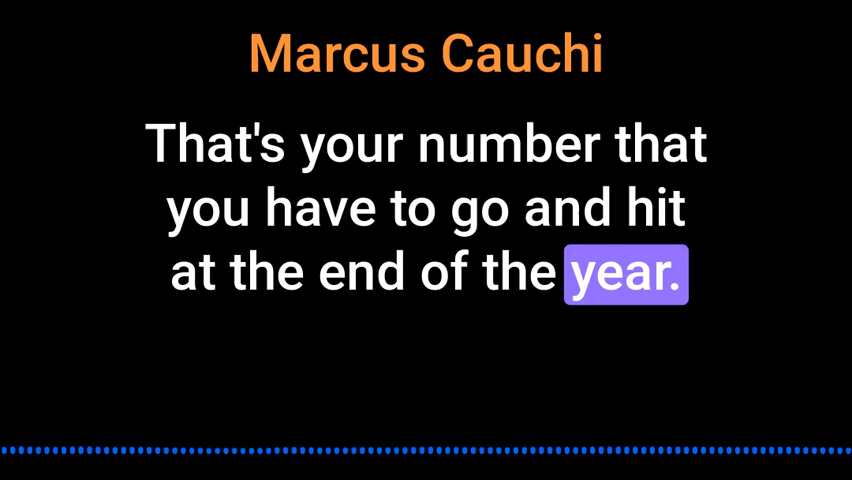 Marcus Cauchi
That's your number that
you have to go and hit
at the end of the year.